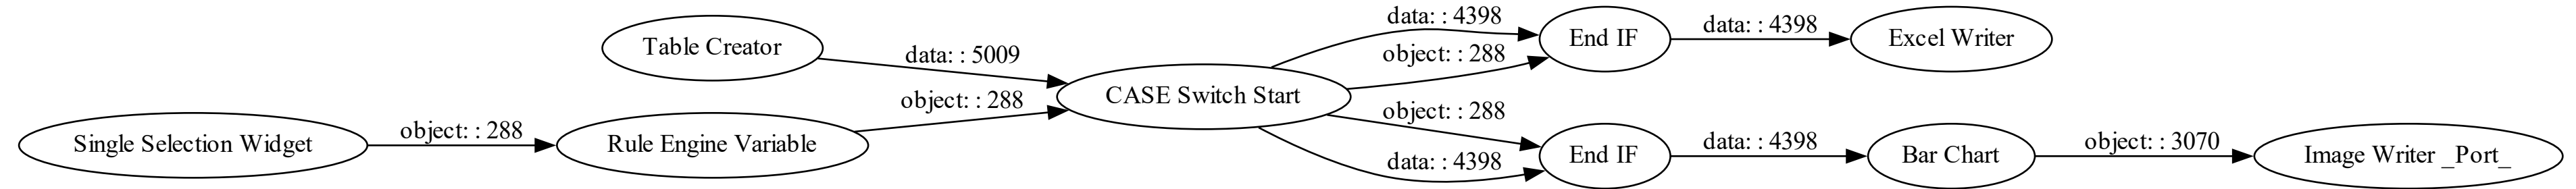 Table Creator
data: : 5009
Single Selection Widget
object: : 288
Rule Engine Variable
object: : 288
CASE Switch Start
data: : 4398
object: : 288
object: : 288
data: : 4398
End IF
data: : 4398
Excel Writer
End IF
data: : 4398
Bar Chart
object: : 3070
Image Writer _Port_